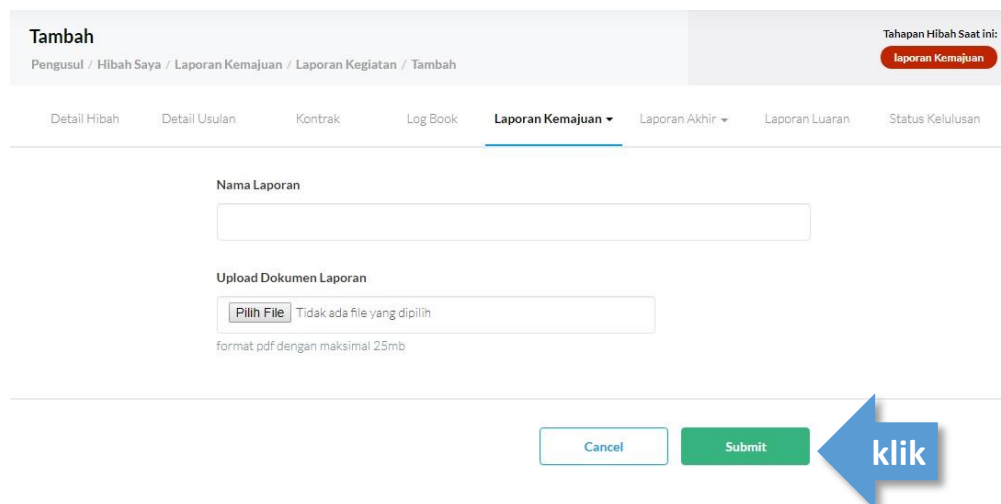 Tambah
Tahapan Hibah Saat ini:
Pengusul / Hibah Saya / Laporan Kemajuan / Laporan Kegiatan / Tambah
laporan Kemajuan
Detail Hibah Detail Usulan Kontrak Log Book Laporan Kemajuan Laporan Akhir Laporan Luaran Status Kelulusan
Nama Laporan
Upload Dokumen Laporan
Pilih File Tidak ada file yang dipilih
format pdf dengan maksimal 25mb
Cancel Submit klik